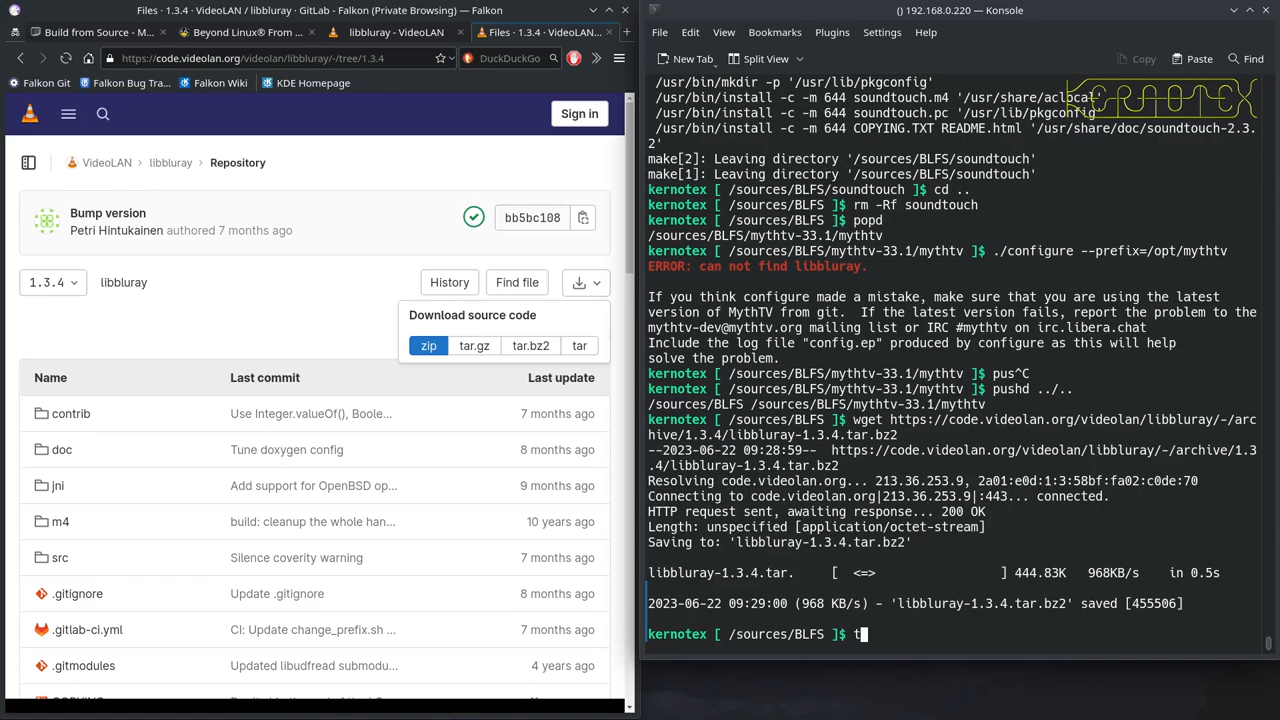 Files · 1.3.4 · VideoLAN / libbluray · GitLab - Falkon (Private Browsing) — Falkon
Build from Source - M...
Beyond Linux® From ...
libbluray - VideoLAN
Files · 1.3.4 · VideoLAN...
https://code.videolan.org/videolan/libbluray/-/tree/1.3.4
DuckDuckGo
Falkon Git
Falkon Bug Tra...
Falkon Wiki
KDE Homepage
Sign in
VideoLAN
libbluray
Repository
Bump version
Petri Hintukainen authored 7 months ago
bb5bc108
1.3.4
libbluray
History
Find file
Download source code
zip
tar.gz
tar.bz2
tar
Name Last commit Last update
contrib Use Integer.valueOf(), Boole... 7 months ago
doc Tune doxygen config 8 months ago
jni Add support for OpenBSD op... 9 months ago
m4 build: cleanup the whole han... 10 years ago
src Silence coverity warning 7 months ago
.gitignore Update .gitignore 8 months ago
.gitlab-ci.yml CI: Update change_prefix.sh ... 7 months ago
.gitmodules Updated libudfread submodu... 4 years ago
() 192.168.0.220 — Konsole
File Edit View Bookmarks Plugins Settings Help
New Tab
Split View
Copy
Paste
Find
KERNOTEX
/usr/bin/mkdir -p '/usr/lib/pkgconfig'
/usr/bin/install -c -m 644 soundtouch.m4 '/usr/share/aclocal'
/usr/bin/install -c -m 644 soundtouch.pc '/usr/lib/pkgconfig'
/usr/bin/install -c -m 644 COPYING.TXT README.html '/usr/share/doc/soundtouch-2.3.
2'
make[2]: Leaving directory '/sources/BLFS/soundtouch'
make[1]: Leaving directory '/sources/BLFS/soundtouch'
kernotex [ /sources/BLFS/soundtouch ]$ cd ..
kernotex [ /sources/BLFS ]$ rm -Rf soundtouch
kernotex [ /sources/BLFS ]$ popd
/sources/BLFS/mythtv-33.1/mythtv
kernotex [ /sources/BLFS/mythtv-33.1/mythtv ]$ ./configure --prefix=/opt/mythtv
ERROR: can not find libbluray.
If you think configure made a mistake, make sure that you are using the latest
version of MythTV from git.  If the latest version fails, report the problem to the
mythtv-dev@mythtv.org mailing list or IRC #mythtv on irc.libera.chat
Include the log file "config.ep" produced by configure as this will help
solve the problem.
kernotex [ /sources/BLFS/mythtv-33.1/mythtv ]$ pus^C
kernotex [ /sources/BLFS/mythtv-33.1/mythtv ]$ pushd ../..
/sources/BLFS /sources/BLFS/mythtv-33.1/mythtv
kernotex [ /sources/BLFS ]$ wget https://code.videolan.org/videolan/libbluray/-/arc
hive/1.3.4/libbluray-1.3.4.tar.bz2
--2023-06-22 09:28:59--  https://code.videolan.org/videolan/libbluray/-/archive/1.3
.4/libbluray-1.3.4.tar.bz2
Resolving code.videolan.org... 213.36.253.9, 2a01:e0d:1:3:58bf:fa02:c0de:70
Connecting to code.videolan.org|213.36.253.9|:443... connected.
HTTP request sent, awaiting response... 200 OK
Length: unspecified [application/octet-stream]
Saving to: 'libbluray-1.3.4.tar.bz2'
libbluray-1.3.4.tar. [ <=> ] 444.83K 968KB/s in 0.5s
2023-06-22 09:29:00 (968 KB/s) - 'libbluray-1.3.4.tar.bz2' saved [455506]
kernotex [ /sources/BLFS ]$ t